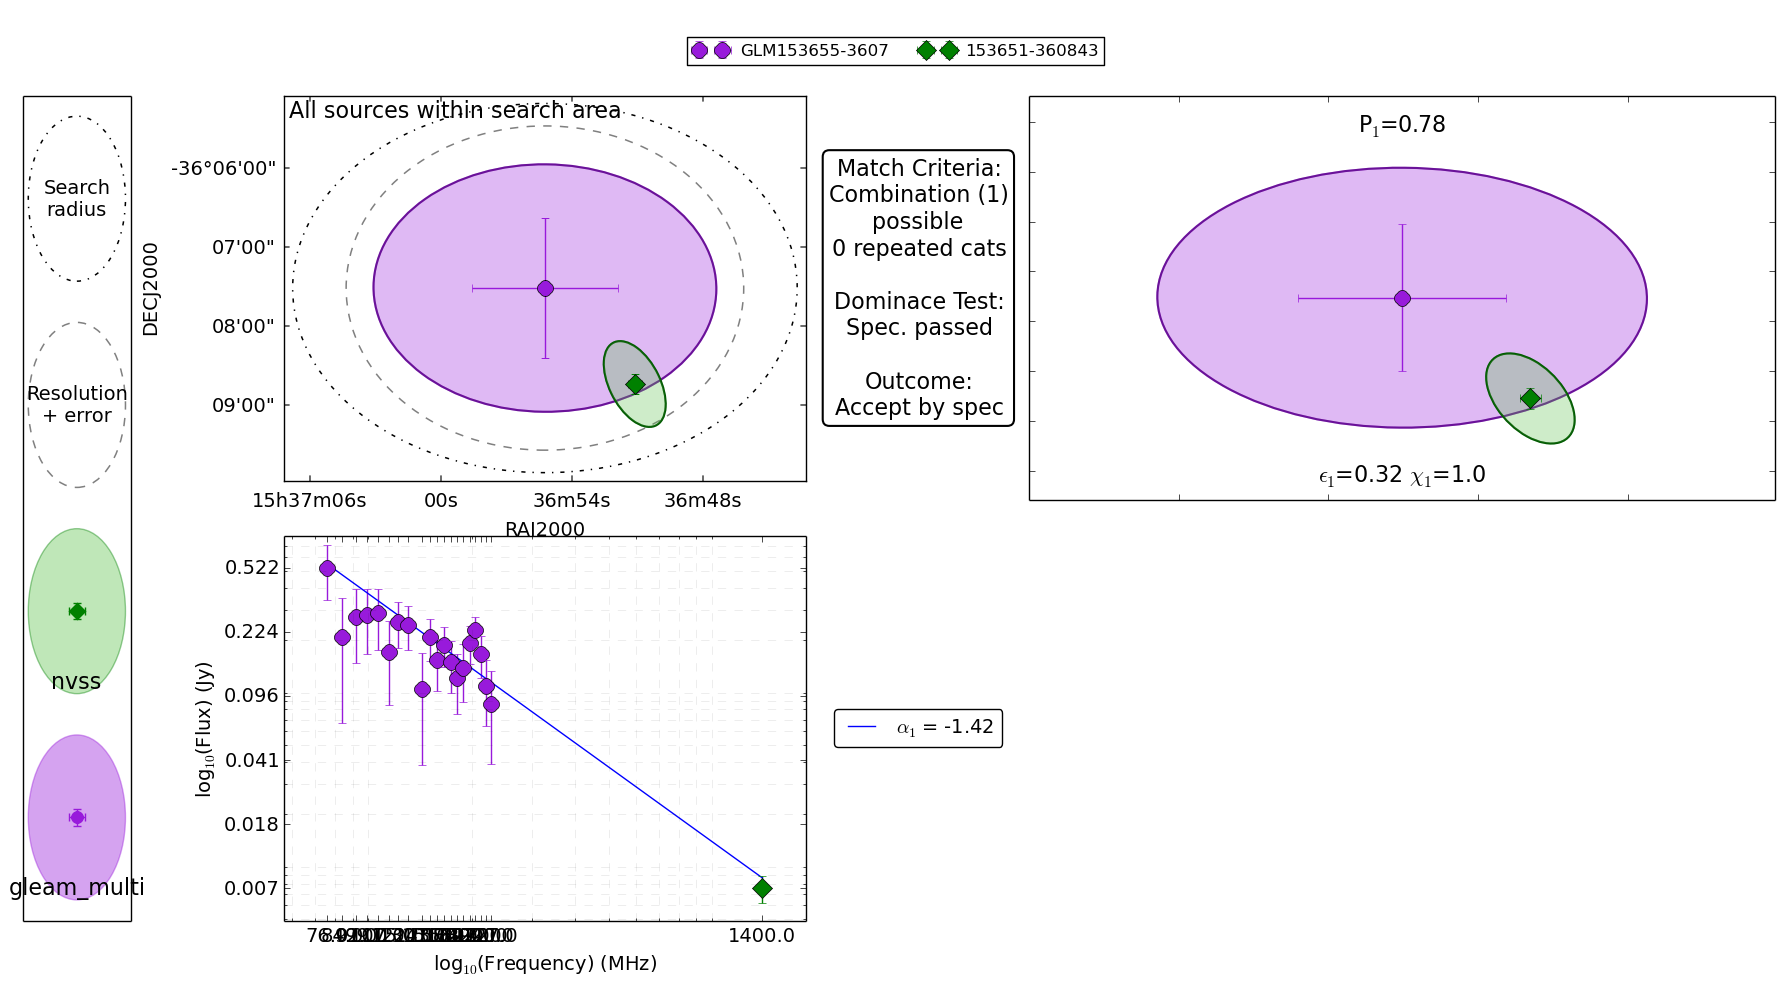 GLM153655-3607
153651-360843
Search
radius
Resolution
+ error
nvss
gleam_multi
All sources within search area
DECJ2000
-36°06'00"
07'00"
08'00"
09'00"
15h37m06s
00s
36m54s
36m48s
RAJ2000
Match Criteria:
Combination (1)
possible
0 repeated cats
Dominace Test:
Spec. passed
Outcome:
Accept by spec
P₁=0.78
ϵ₁=0.32 χ₁=1.0
log₁₀(Flux) (Jy)
0.522
0.224
0.096
0.041
0.018
0.007
1400.0
log₁₀(Frequency) (MHz)
α₁ = -1.42